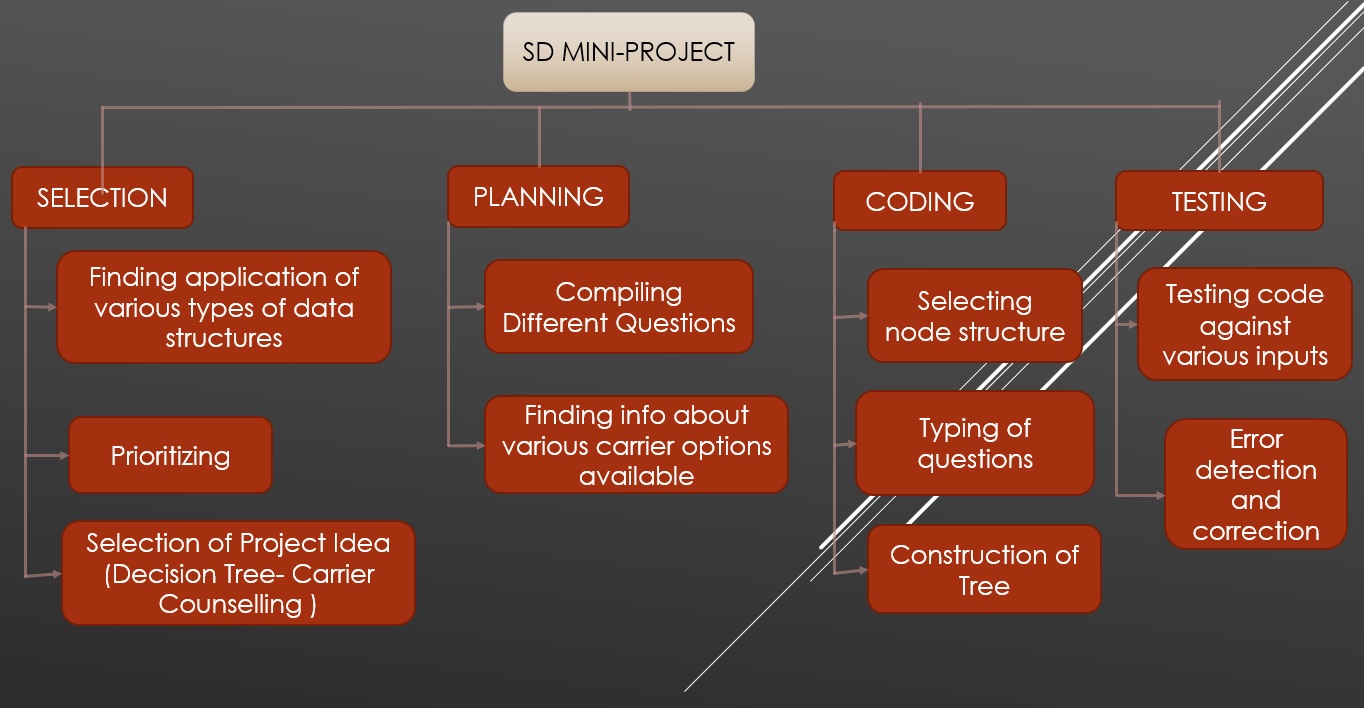 SD MINI-PROJECT
SELECTION
Finding application of
various types of data
structures
Prioritizing
Selection of Project Idea
(Decision Tree- Carrier
Counselling )
PLANNING
Compiling
Different Questions
Finding info about
various carrier options
available
CODING
Selecting
node structure
Typing of
questions
Construction of
Tree
TESTING
Testing code
against
various inputs
Error
detection
and
correction